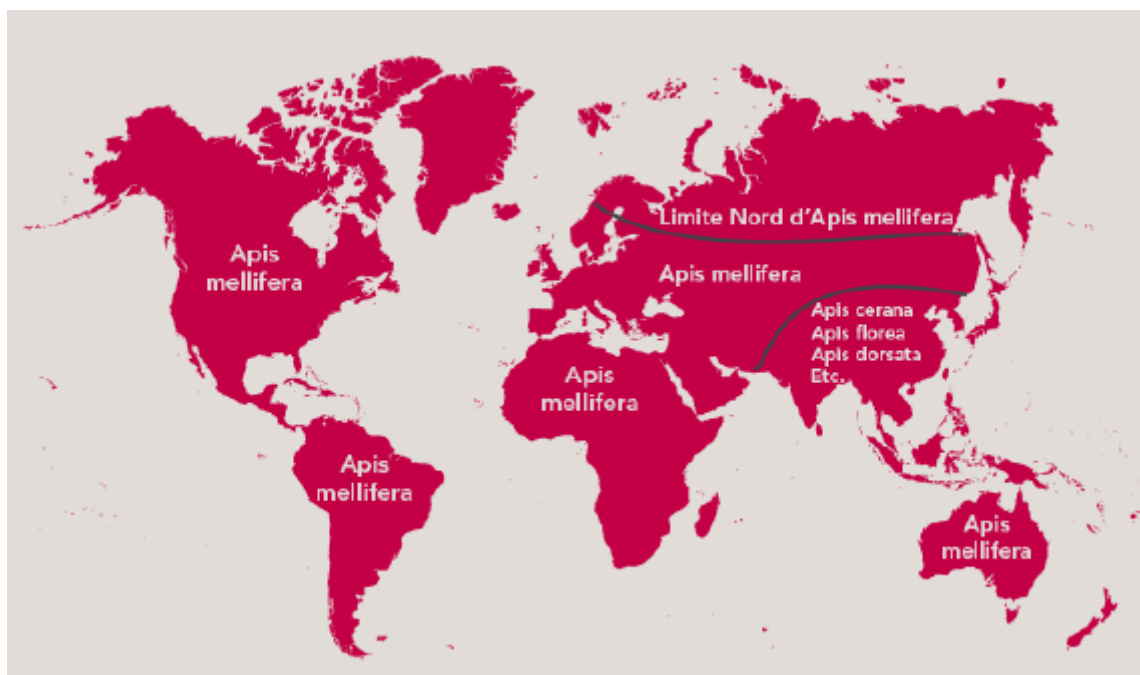 Limite Nord d'Apis mellifera
Apis
mellifera
Apis mellifera
Apis cerana
Apis florea
Apis dorsata
Etc.
Apis
mellifera
Apis
mellifera
Apis
mellifera